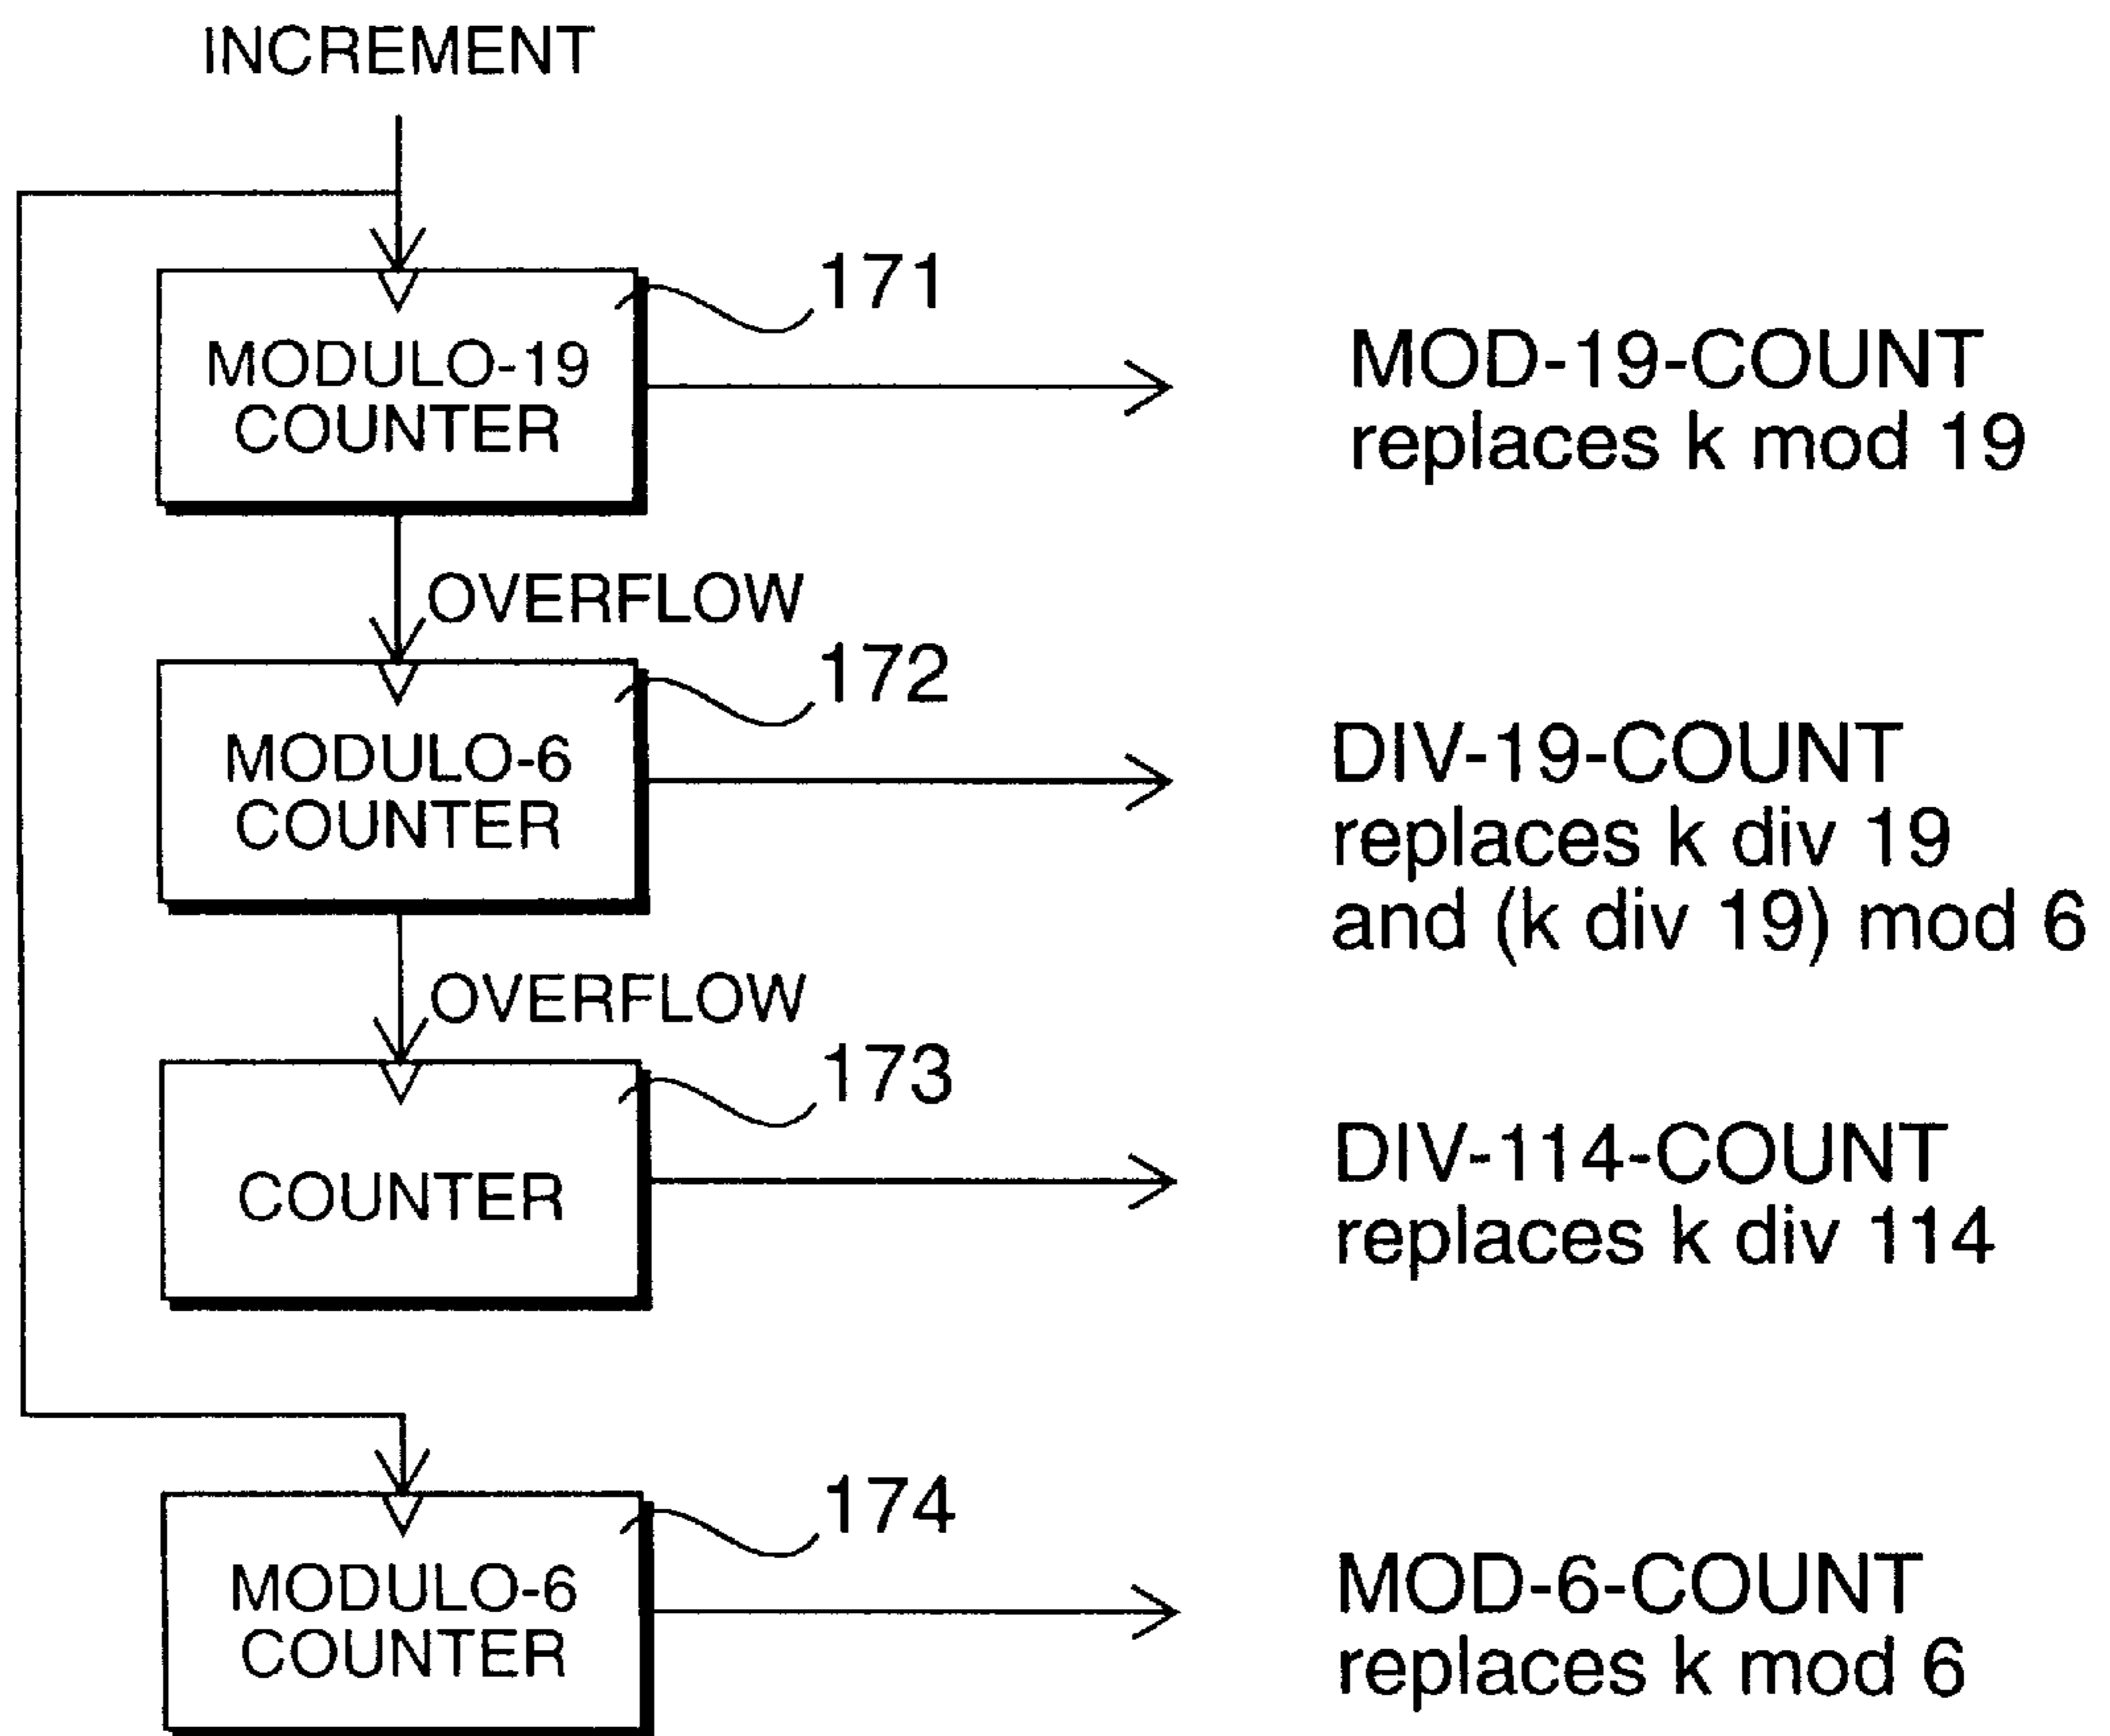 INCREMENT
171
MODULO-19
COUNTER
MOD-19-COUNT
replaces k mod 19
OVERFLOW
172
MODULO-6
COUNTER
DIV-19-COUNT
replaces k div 19
and (k div 19) mod 6
OVERFLOW
173
COUNTER
DIV-114-COUNT
replaces k div 114
174
MODULO-6
COUNTER
MOD-6-COUNT
replaces k mod 6